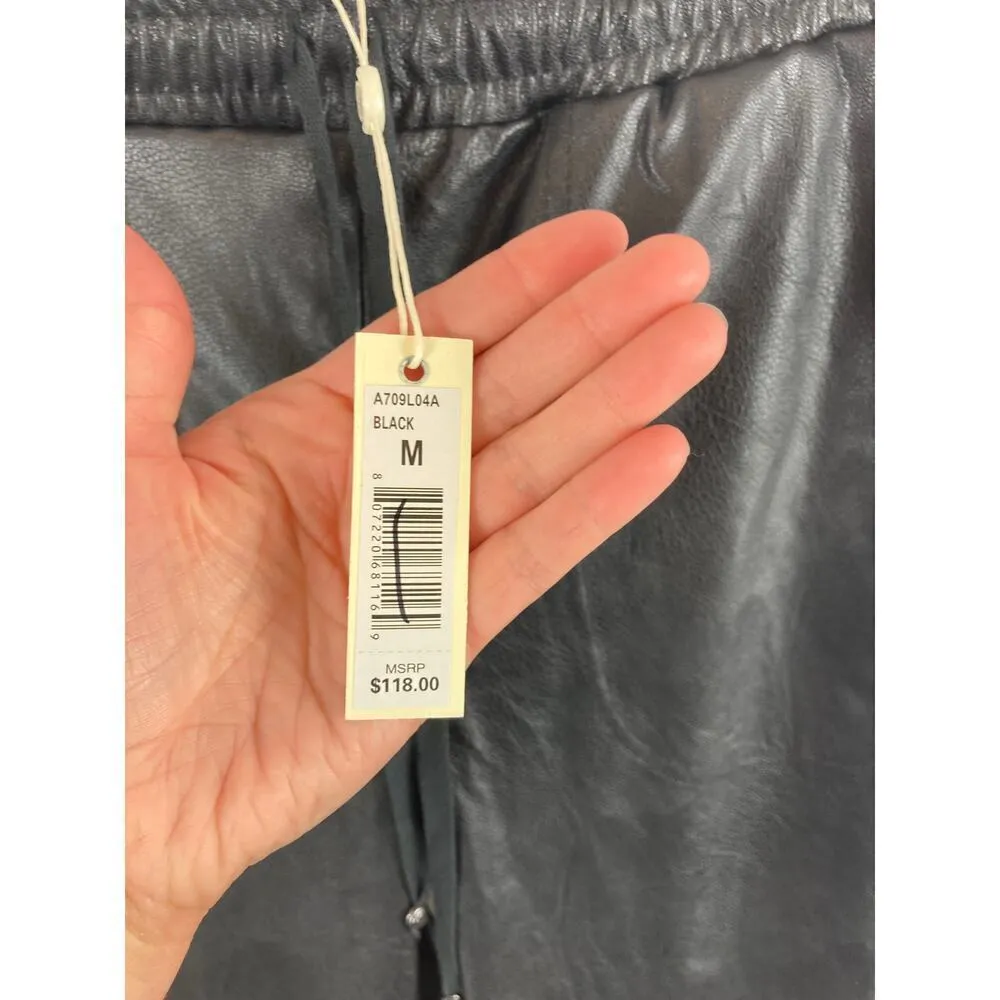 A709L04A
BLACK
M
8 07220 68116 9
MSRP
$118.00